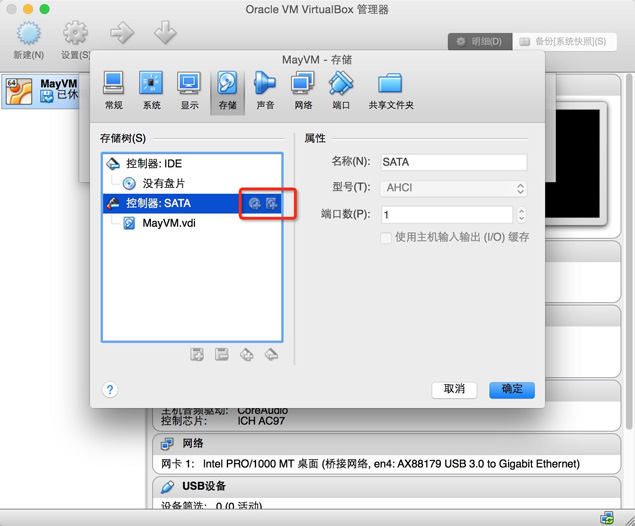 Oracle VM VirtualBox 管理器
新建(N)
设置(S)
明细(D)
备份[系统快照](S)
64
MayVM
MayVM - 存储
常规
系统
显示
存储
声音
网络
端口
共享文件夹
存储树(S)
控制器: IDE
没有盘片
控制器: SATA
MayVM.vdi
属性
名称(N):
SATA
型号(T):
AHCI
端口数(P):
1
使用主机输入输出 (I/O) 缓存
?
取消
确定
主机音频驱动: CoreAudio
控制芯片: ICH AC97
网络
网卡 1: Intel PRO/1000 MT 桌面 (桥接网络, en4: AX88179 USB 3.0 to Gigabit Ethernet)
USB设备
设备筛选: 0 (0 活动)